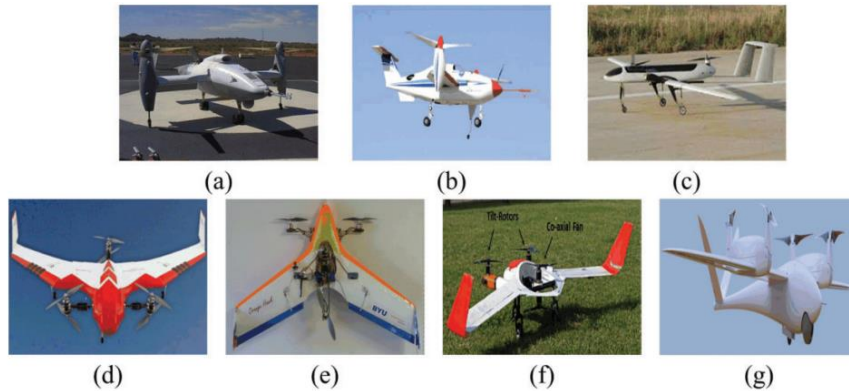 (a)
(b)
(c)
Tilt-Rotors
Co-axial Fan
BYU
(d)
(e)
(f)
(g)